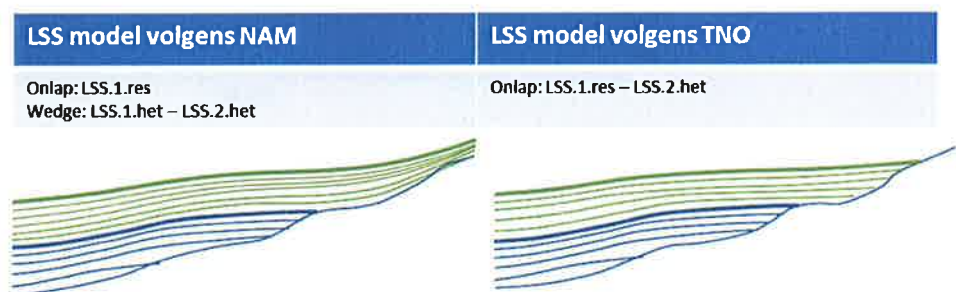 LSS model volgens NAM
LSS model volgens TNO
Onlap: LSS.1.res
Wedge: LSS.1.het – LSS.2.het
Onlap: LSS.1.res – LSS.2.het